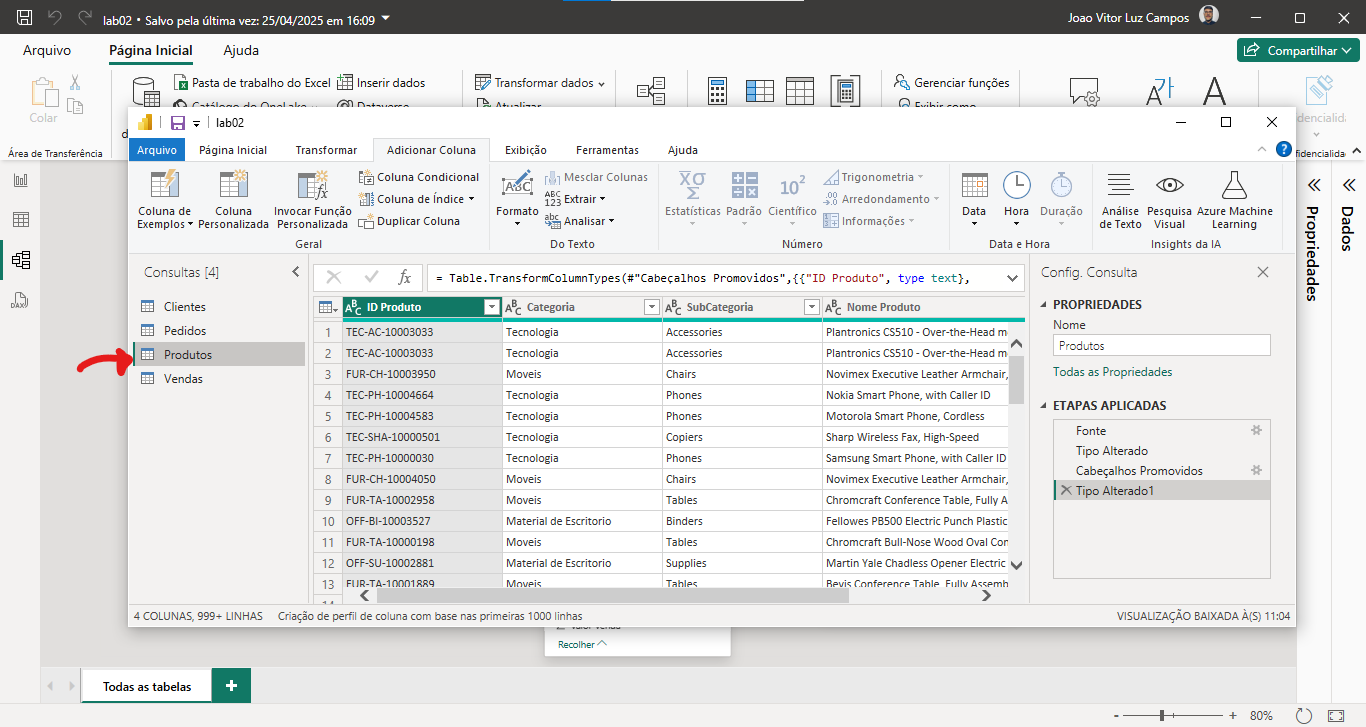 lab02 • Salvo pela última vez: 25/04/2025 em 16:09
Joao Vitor Luz Campos
Arquivo Página Inicial Ajuda
Compartilhar
Pasta de trabalho do Excel Inserir dados Transformar dados Gerenciar funções
Catálogo do OneLake Dataverse Atualizar Exibir como
Colar
Área de Transferência
lab02
Arquivo Página Inicial Transformar Adicionar Coluna Exibição Ferramentas Ajuda
Coluna de Exemplos
Coluna Personalizada
Invocar Função Personalizada
Coluna Condicional
Coluna de Índice
Duplicar Coluna
Geral
Formato
Mesclar Colunas
Extrair
Analisar
Do Texto
Estatísticas
Padrão
Científico
Trigonometria
Arredondamento
Informações
Número
Data
Hora
Duração
Data e Hora
Análise de Texto
Pesquisa Visual
Azure Machine Learning
Insights da IA
Consultas [4]
Clientes
Pedidos
Produtos
Vendas
= Table.TransformColumnTypes(#"Cabeçalhos Promovidos",{{"ID Produto", type text},
ID Produto Categoria SubCategoria Nome Produto
1 TEC-AC-10003033 Tecnologia Accessories Plantronics CS510 - Over-the-Head m
2 TEC-AC-10003033 Tecnologia Accessories Plantronics CS510 - Over-the-Head m
3 FUR-CH-10003950 Moveis Chairs Novimex Executive Leather Armchair,
4 TEC-PH-10004664 Tecnologia Phones Nokia Smart Phone, with Caller ID
5 TEC-PH-10004583 Tecnologia Phones Motorola Smart Phone, Cordless
6 TEC-SHA-10000501 Tecnologia Copiers Sharp Wireless Fax, High-Speed
7 TEC-PH-10000030 Tecnologia Phones Samsung Smart Phone, with Caller ID
8 FUR-CH-10004050 Moveis Chairs Novimex Executive Leather Armchair,
9 FUR-TA-10002958 Moveis Tables Chromcraft Conference Table, Fully A
10 OFF-BI-10003527 Material de Escritorio Binders Fellowes PB500 Electric Punch Plastic
11 FUR-TA-10000198 Moveis Tables Chromcraft Bull-Nose Wood Oval Con
12 OFF-SU-10002881 Material de Escritorio Supplies Martin Yale Chadless Opener Electric
13 FUR-TA-10001889 Moveis Tables Bevis Conference Table, Fully Assemb
14
Config. Consulta
PROPRIEDADES
Nome
Produtos
Todas as Propriedades
ETAPAS APLICADAS
Fonte
Tipo Alterado
Cabeçalhos Promovidos
Tipo Alterado1
4 COLUNAS, 999+ LINHAS Criação de perfil de coluna com base nas primeiras 1000 linhas
VISUALIZAÇÃO BAIXADA À(S) 11:04
Propriedades
Dados
Recolher
Todas as tabelas
80%